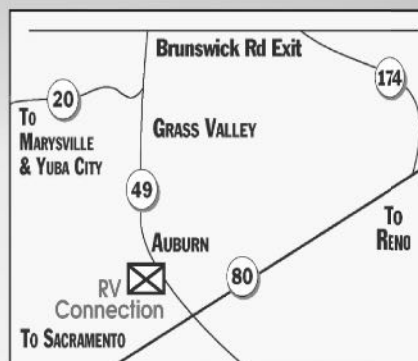 Brunswick Rd Exit
174
20
To
Marysville
& Yuba City
Grass Valley
49
To
Reno
Auburn
80
RV
Connection
To Sacramento